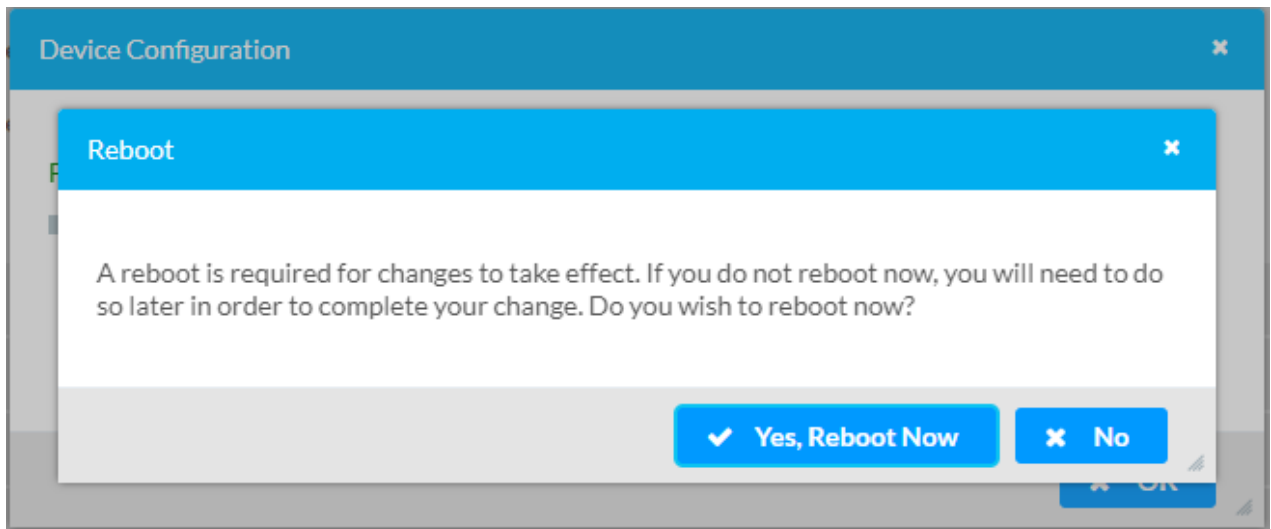 Device Configuration
Reboot
A reboot is required for changes to take effect. If you do not reboot now, you will need to do
so later in order to complete your change. Do you wish to reboot now?
Yes, Reboot Now
No
OK